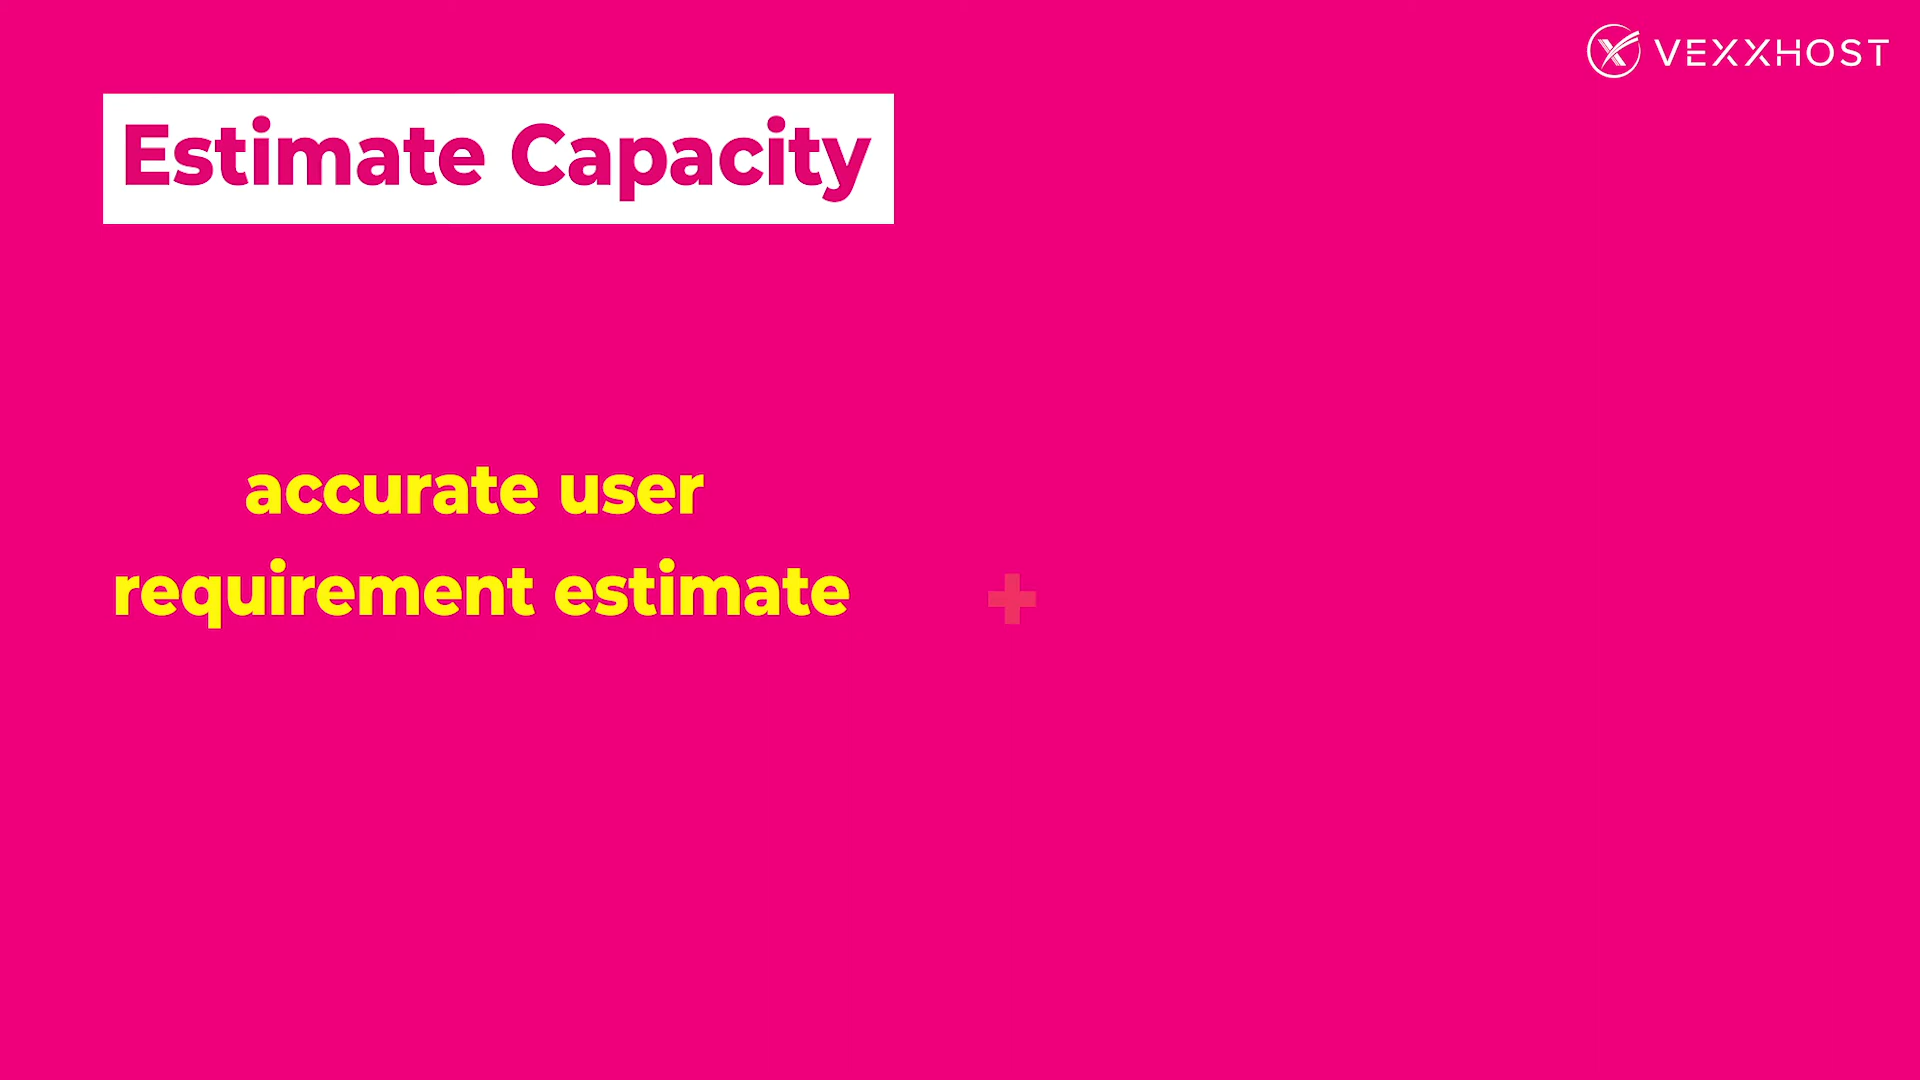 VEXXHOST
Estimate Capacity
accurate user
requirement estimate
+